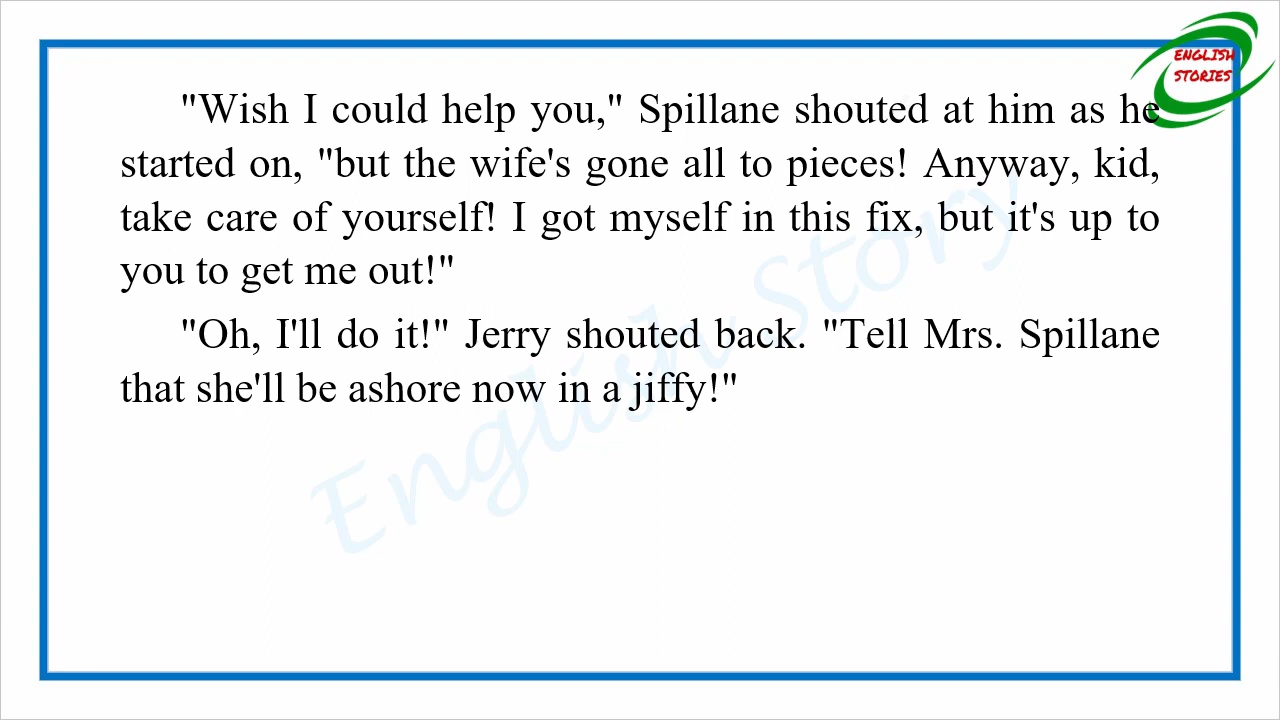 ENGLISH
STORIES
"Wish I could help you," Spillane shouted at him as he
started on, "but the wife's gone all to pieces! Anyway, kid,
take care of yourself! I got myself in this fix, but it's up to
you to get me out!"
"Oh, I'll do it!" Jerry shouted back. "Tell Mrs. Spillane
that she'll be ashore now in a jiffy!"
English Story